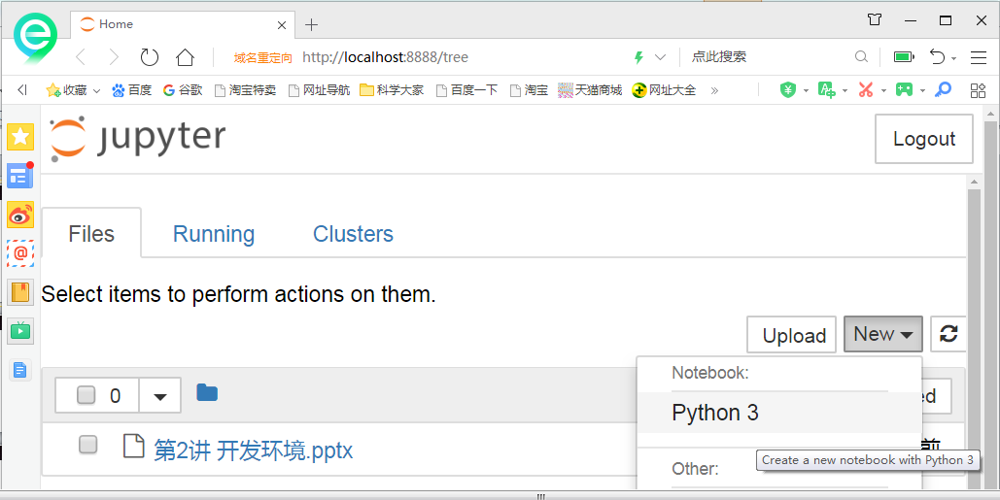 Home
域名重定向 http://localhost:8888/tree 点此搜索
收藏 百度 谷歌 淘宝特卖 网址导航 科学大家 百度一下 淘宝 天猫商城 网址大全 »
jupyter
Logout
Files Running Clusters
Select items to perform actions on them.
Upload New
Notebook:
0 ed
Python 3
第2讲 开发环境.pptx 前
Create a new notebook with Python 3
Other: